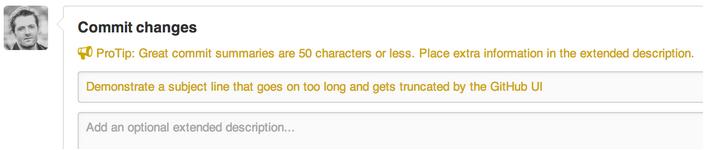 Commit changes
ProTip: Great commit summaries are 50 characters or less. Place extra information in the extended description.
Demonstrate a subject line that goes on too long and gets truncated by the GitHub UI
Add an optional extended description...